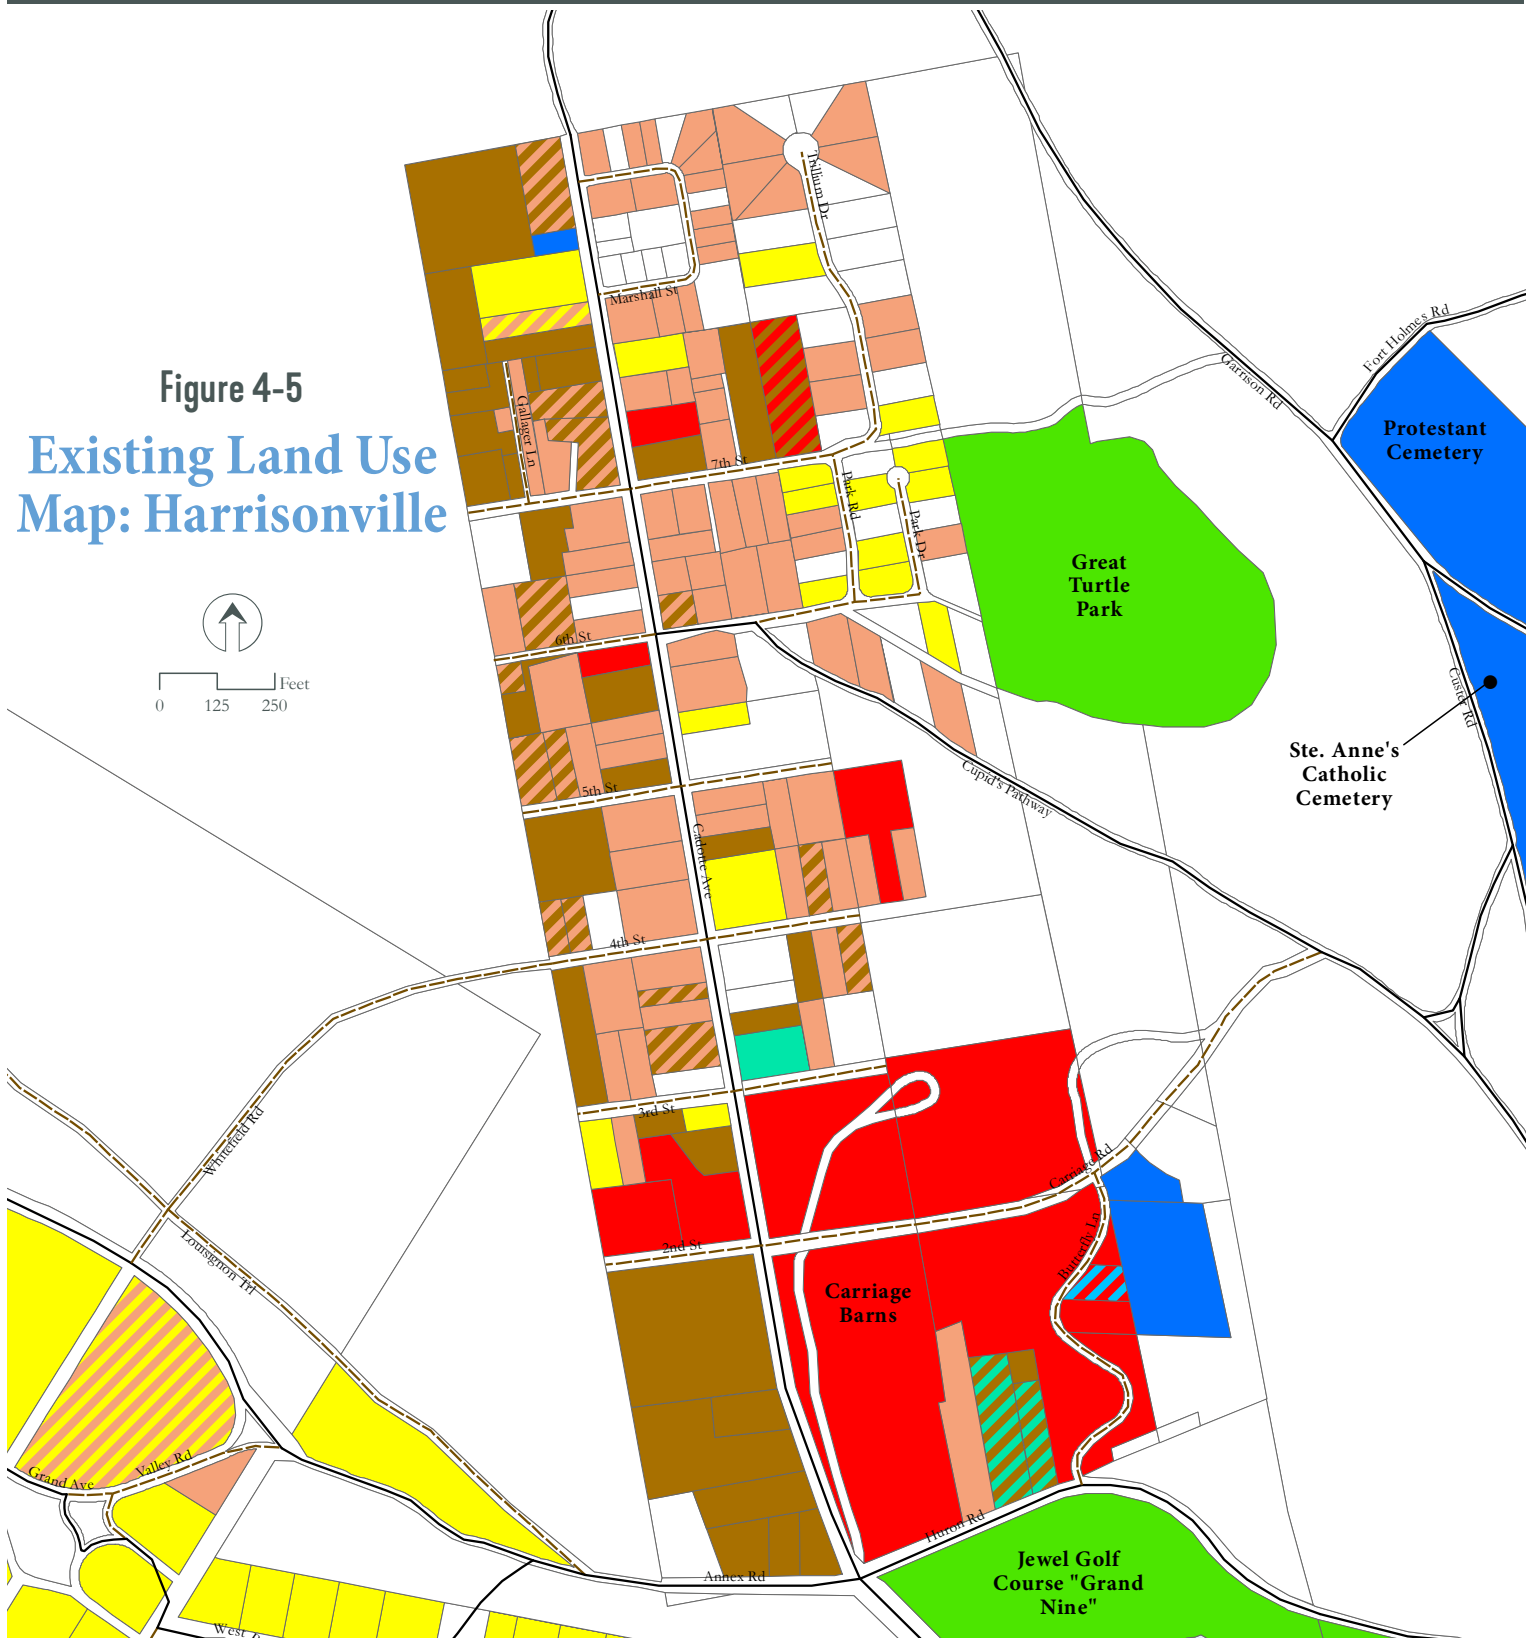 Figure 4-5
Existing Land Use
Map: Harrisonville
Feet
0 125 250
Trillium Dr
Marshall St
Gallager Ln
7th St
Park Rd
Park Dr
6th St
5th St
Cadotte Ave
4th St
3rd St
2nd St
Garrison Rd
Fort Holmes Rd
Protestant
Cemetery
Great
Turtle
Park
Custer Rd
Ste. Anne's
Catholic
Cemetery
Cupid's Pathway
Whitefield Rd
Louisignon Trl
Carriage Rd
Butterfly Ln
Carriage
Barns
Grand Ave
Valley Rd
Huron Rd
Annex Rd
Jewel Golf
Course "Grand
Nine"
West